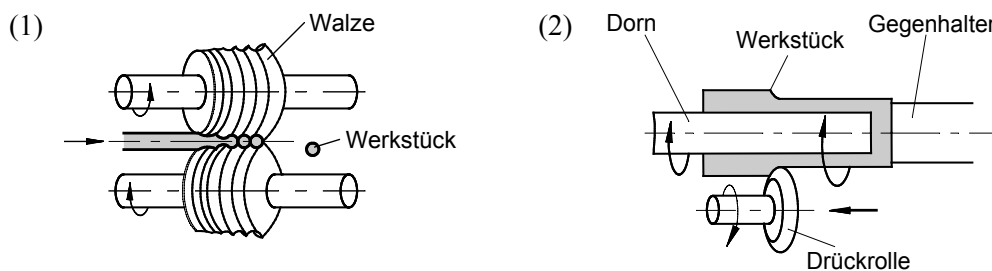 (1)
Walze
Werkstück
(2)
Dorn
Werkstück
Gegenhalter
Drückrolle